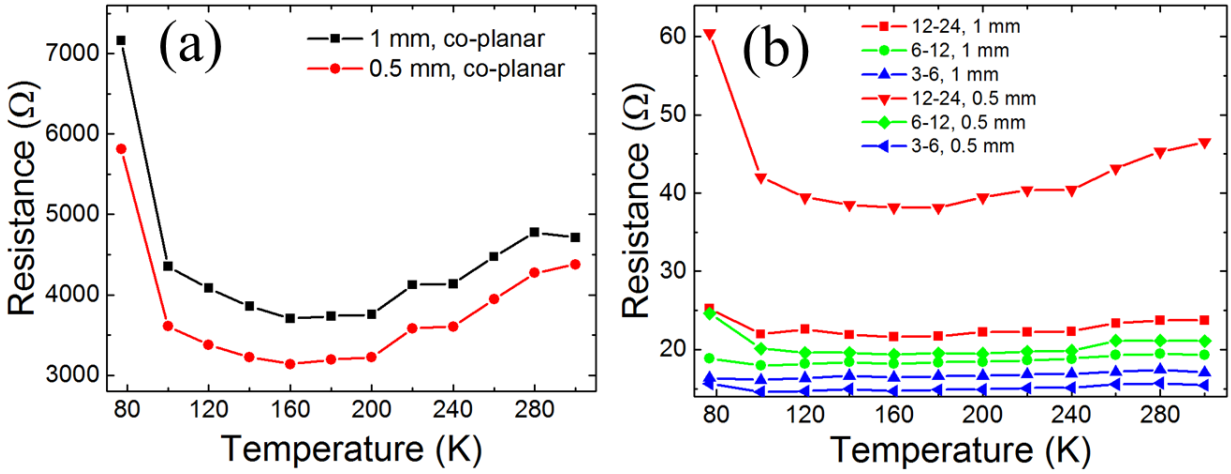 (a)
1 mm, co-planar
0.5 mm, co-planar
Resistance (Ω)
7000
6000
5000
4000
3000
80 120 160 200 240 280
Temperature (K)
(b)
12-24, 1 mm
6-12, 1 mm
3-6, 1 mm
12-24, 0.5 mm
6-12, 0.5 mm
3-6, 0.5 mm
Resistance (Ω)
60
50
40
30
20
80 120 160 200 240 280
Temperature (K)